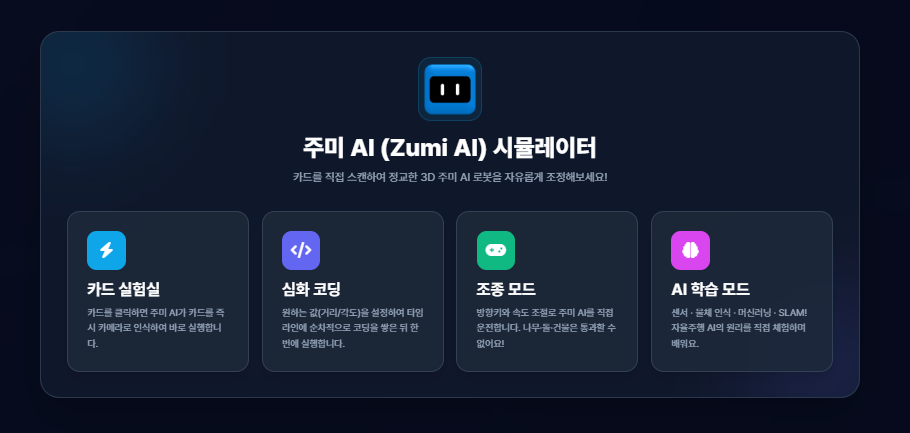 주미 AI (Zumi AI) 시뮬레이터
카드를 직접 스캔하여 정교한 3D 주미 AI 로봇을 자유롭게 조정해보세요!
카드 실험실
카드를 클릭하면 주미 AI가 카드를 즉
시 카메라로 인식하여 바로 실행합니
다.
심화 코딩
원하는 값(거리/각도)을 설정하여 타임
라인에 순차적으로 코딩을 쌓은 뒤 한
번에 실행합니다.
조종 모드
방향키와 속도 조절로 주미 AI를 직접
운전합니다. 나무·돌·건물은 통과할 수
없어요!
AI 학습 모드
센서 · 물체 인식 · 머신러닝 · SLAM!
자율주행 AI의 원리를 직접 체험하며
배워요.